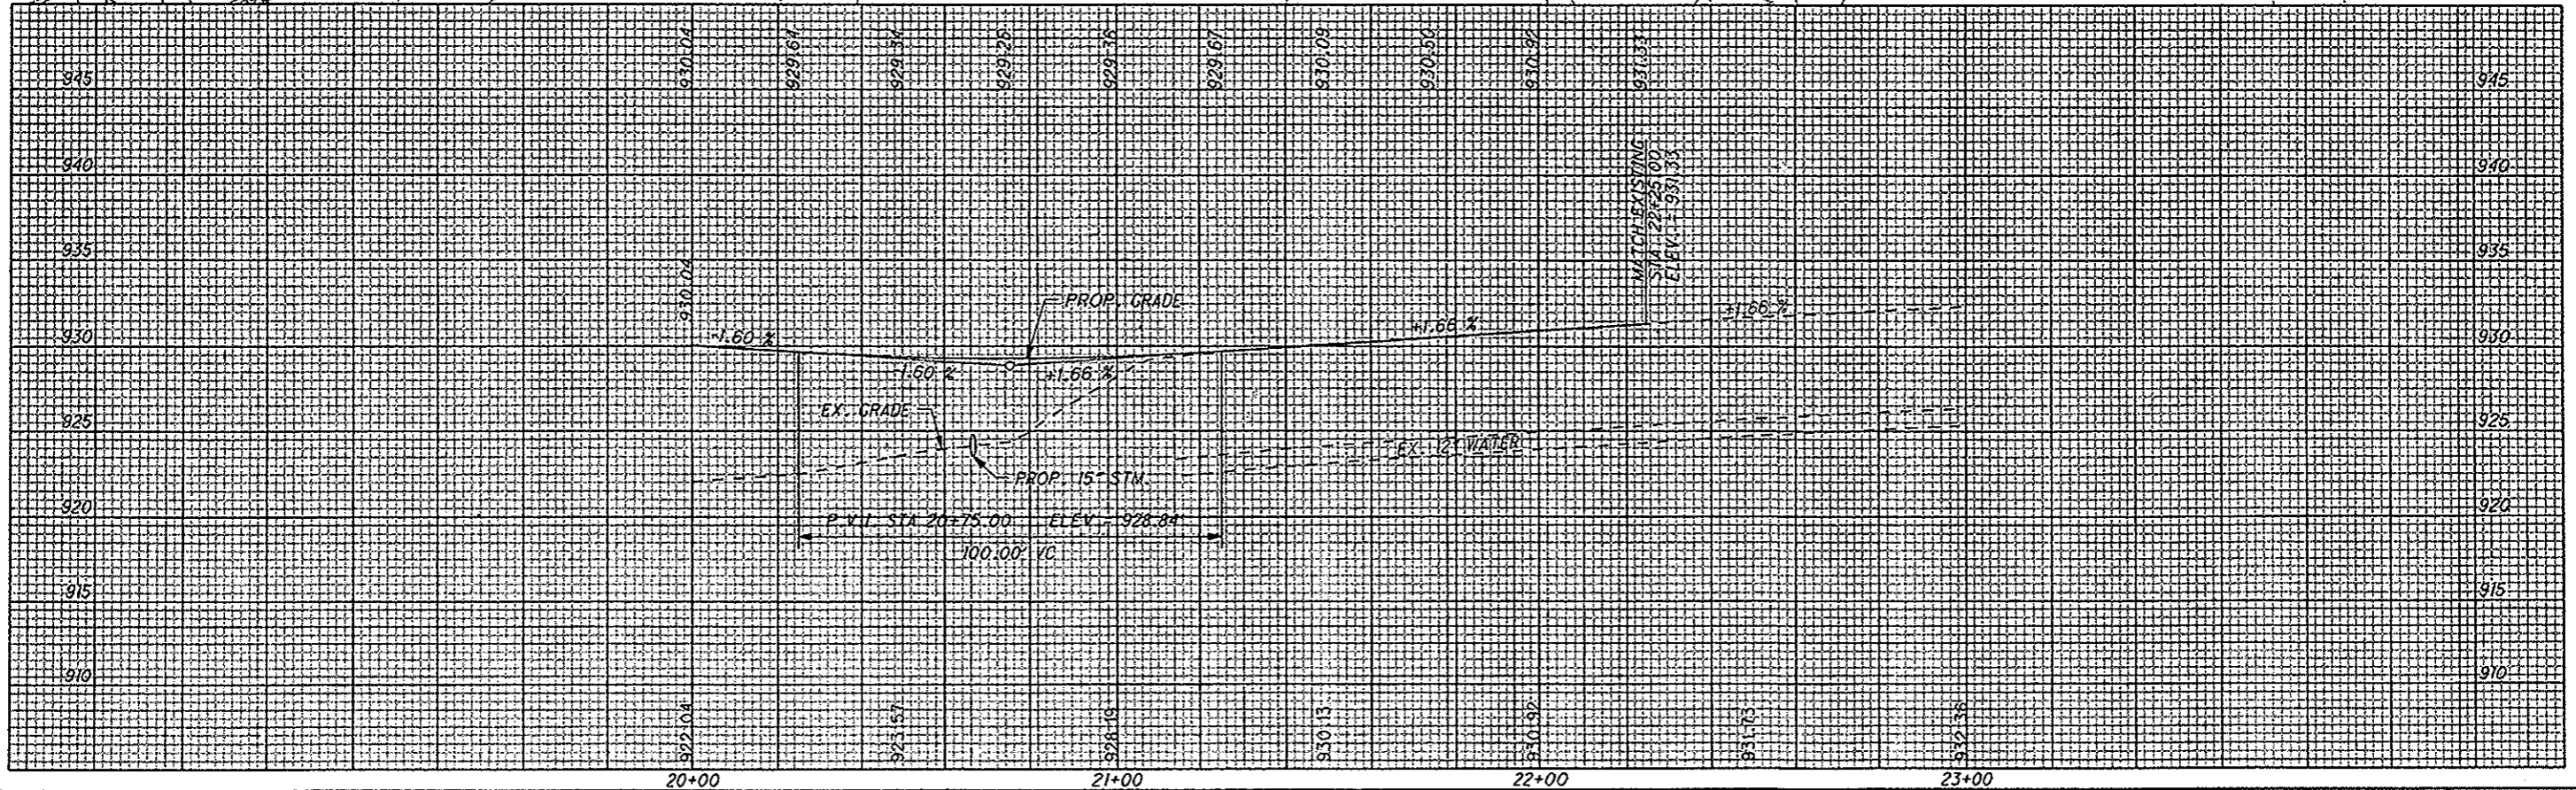 930.04 929.64 929.34 929.25 929.36 929.67 930.09 930.50 930.92 931.33
945 945
940 940
MATCH EXISTING
STA. 22+25.00
ELEV. = 931.33
935 935
930.04
PROP. GRADE
+1.66 %
930 -1.60 % +1.66 % 930
-1.60 % +1.66 %
EX. GRADE
925 925
EX. 12" WATER
PROP. 15" STM.
920 920
P.V.I. STA 20+75.00 ELEV = 928.84
100.00' VC
915 915
910 910
922.04 923.57 928.19 930.13 930.92 931.73 932.36
20+00 21+00 22+00 23+00